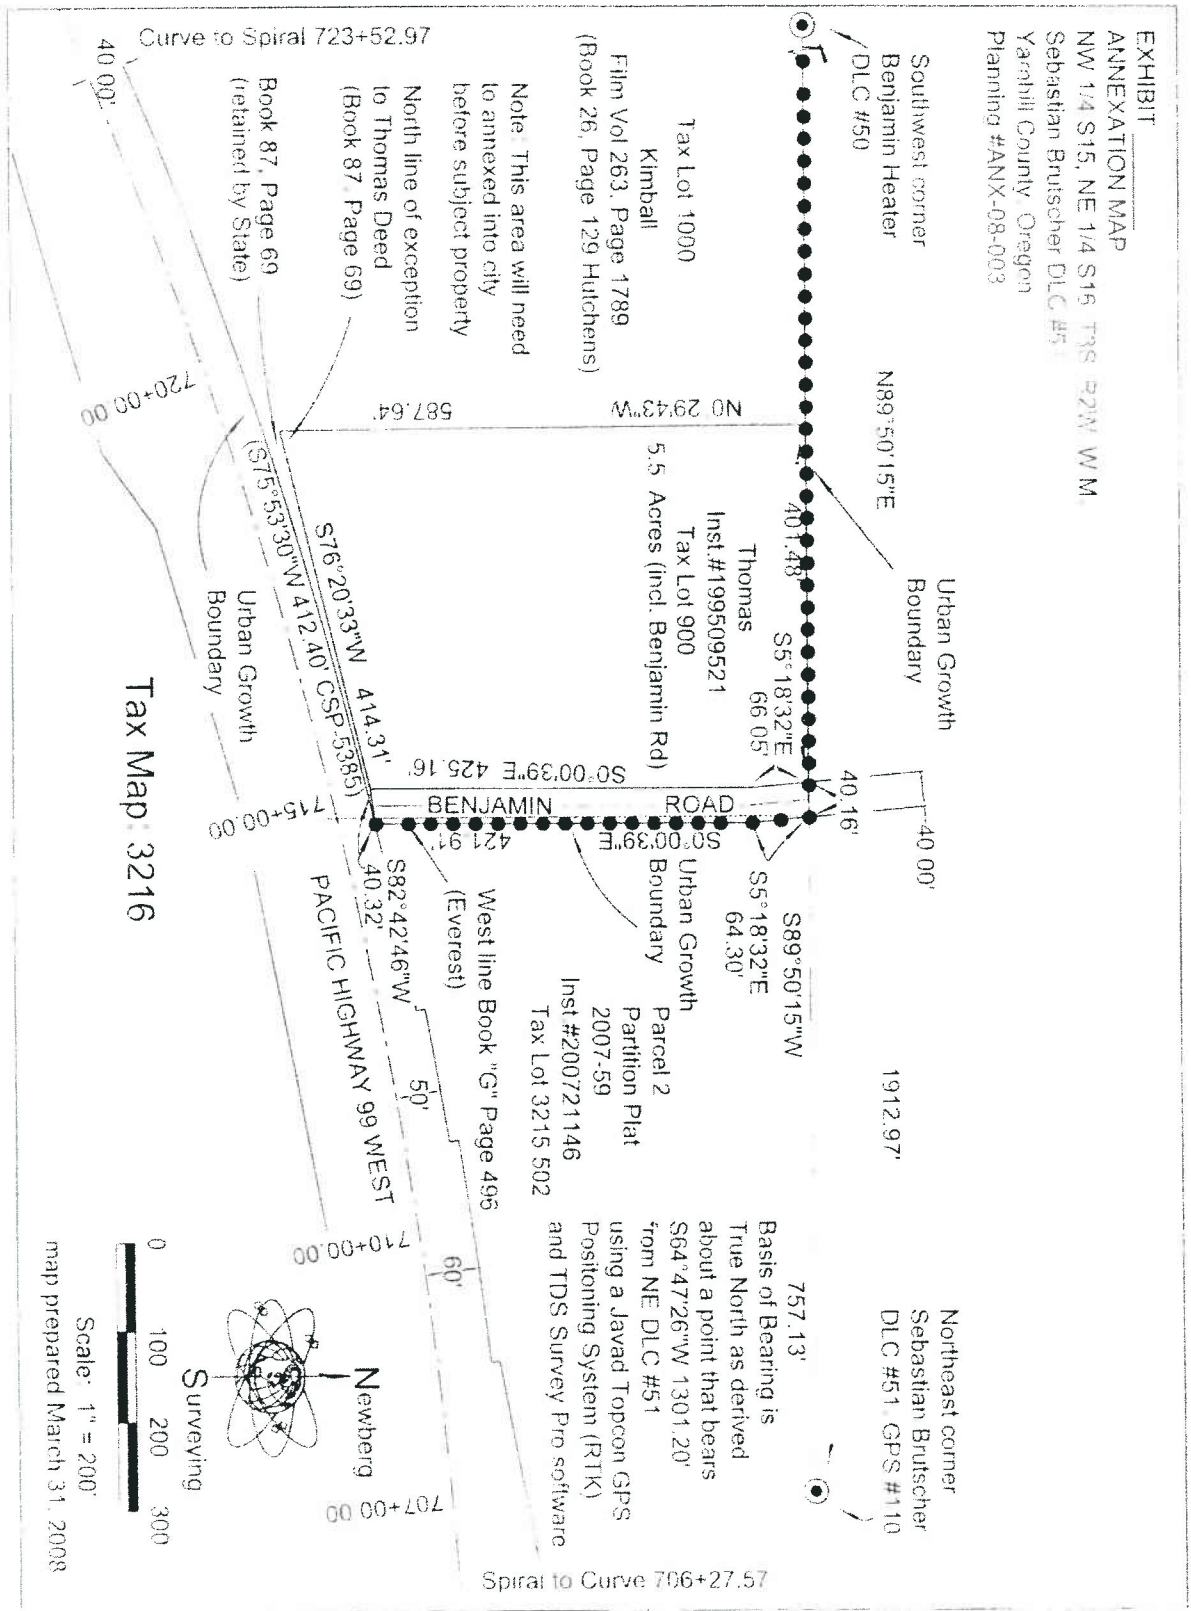 EXHIBIT
ANNEXATION MAP
NW 1/4 S15, NE 1/4 S16 T3S R2W W.M.
Sebastian Brutscher DLC #51
Yamhill County, Oregon
Planning #ANX-08-003
Southwest corner
Benjamin Heater
DLC #50
N89°50'15"E
Urban Growth
Boundary
1912.97'
Northeast corner
Sebastian Brutscher
DLC #51, GPS #110
40.16'
40.00'
S89°50'15"W
757.13'
401.48'
S5°18'32"E
66.05'
S5°18'32"E
64.30'
Tax Lot 1000
Kimball
Film Vol 263, Page 1789
(Book 26, Page 129 Hutchens)
N0°29'43"W
587.64'
Thomas
Inst.#199509521
Tax Lot 900
5.5 Acres (incl. Benjamin Rd)
S0°00'39"E 425.16'
BENJAMIN ROAD
S0°00'39"E
421.91'
Urban Growth
Boundary
Parcel 2
Partition Plat
2007-59
Inst.#200721146
Tax Lot 3215 502
Basis of Bearing is
True North as derived
about a point that bears
S64°47'26"W 1301.20'
from NE DLC #51
using a Javad Topcon GPS
Positoning System (RTK)
and TDS Survey Pro software
Note: This area will need
to annexed into city
before subject property
North line of exception
to Thomas Deed
(Book 87, Page 69)
Book 87, Page 69
(retained by State)
West line Book "G" Page 496
(Everest)
S82°42'46"W
40.32'
S76°20'33"W 414.31'
(S75°53'30"W 412.40' CSP-5385)
Urban Growth
Boundary
Curve to Spiral 723+52.97
40.00'
720+00.00
715+00.00
PACIFIC HIGHWAY 99 WEST
50'
60'
710+00.00
707+00.00
Spiral to Curve 706+27.57
Tax Map: 3216
Newberg
Surveying
0 100 200 300
Scale: 1" = 200'
map prepared March 31, 2008